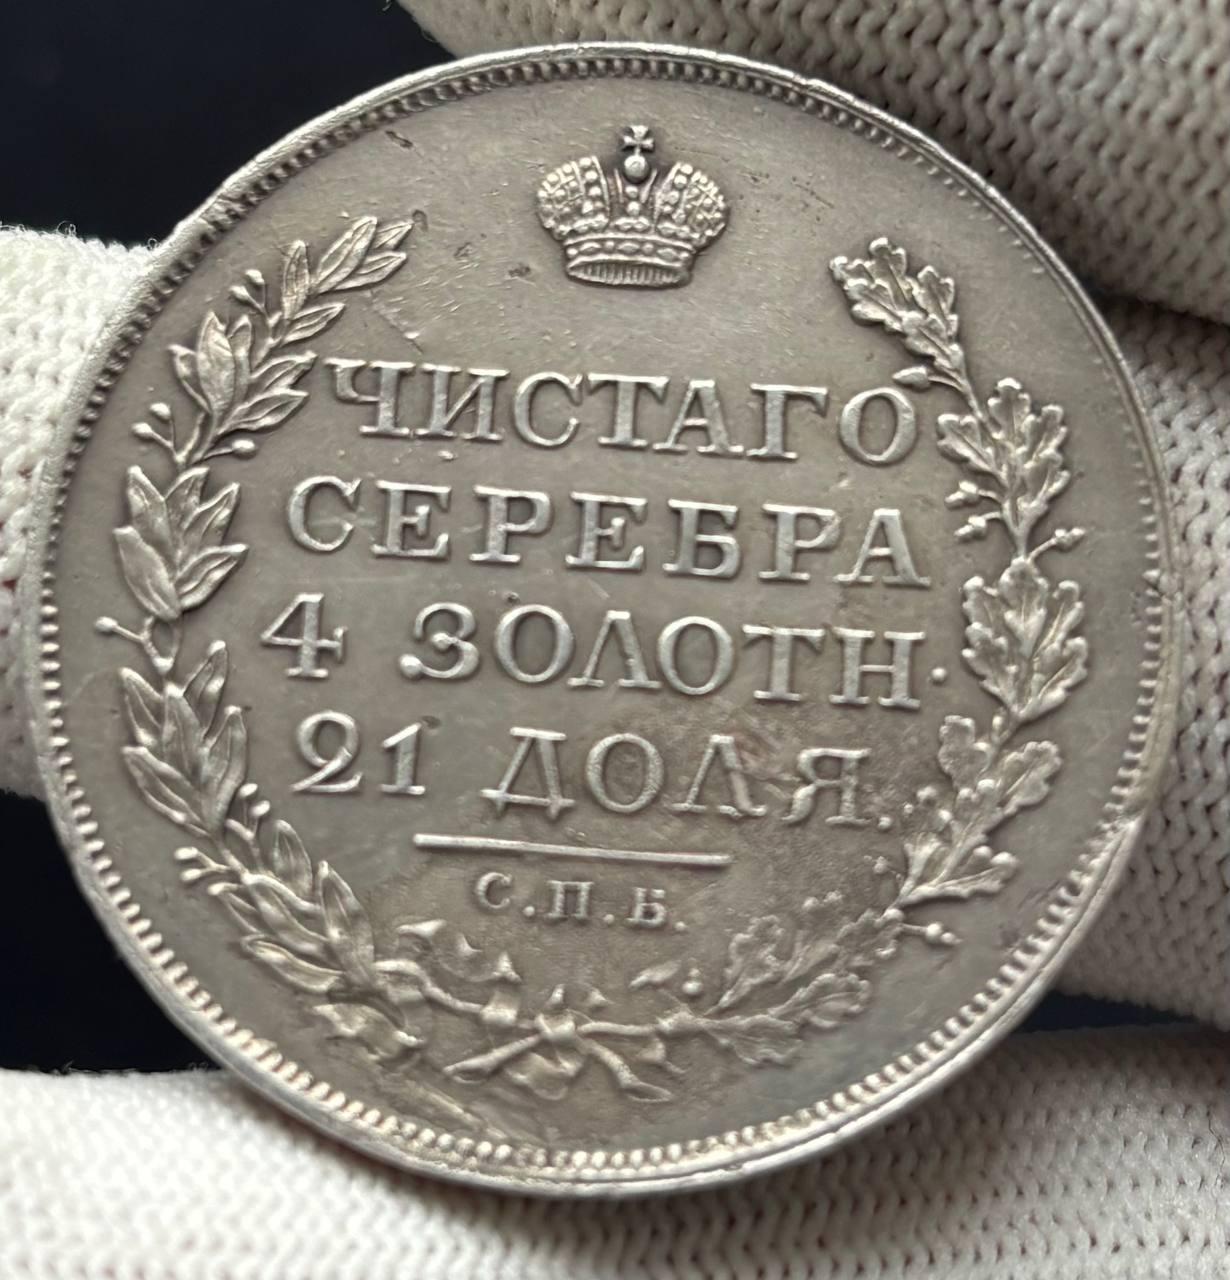 ЧИСТАГО
СЕРЕБРА
4 ЗОЛОТН.
21 ДОЛЯ.
С.П.Б.